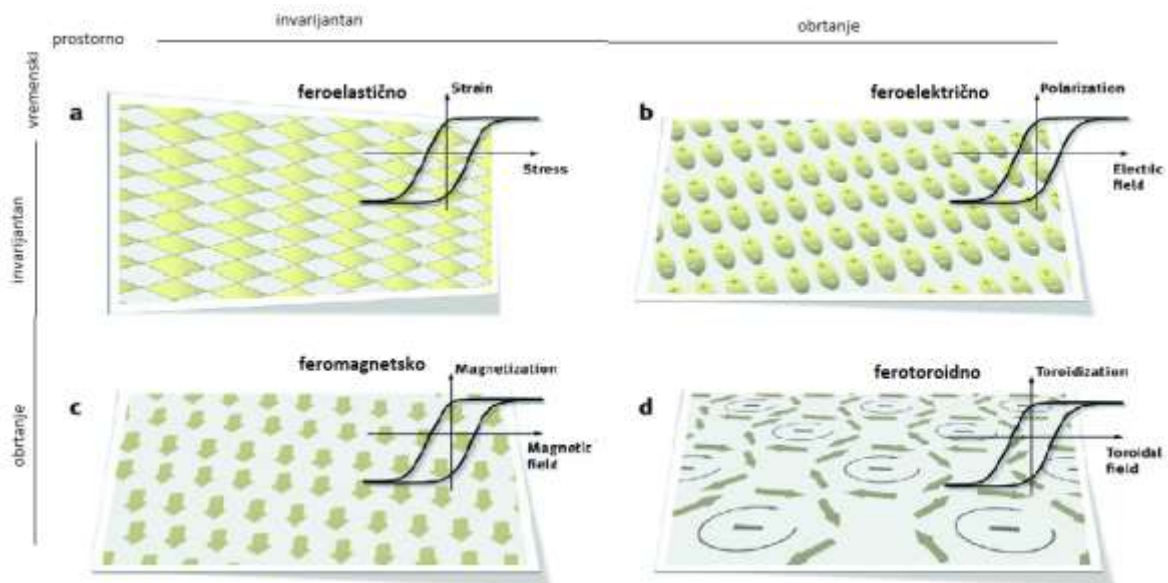 invarijantan
obrtanje
prostorno
vremenski
invarijantan
obrtanje
a
feroelastično
Strain
Stress
b
feroelektrično
Polarization
Electric
field
c
feromagnetsko
Magnetization
Magnetic
field
d
ferotoroidno
Toroidization
Toroidal
field